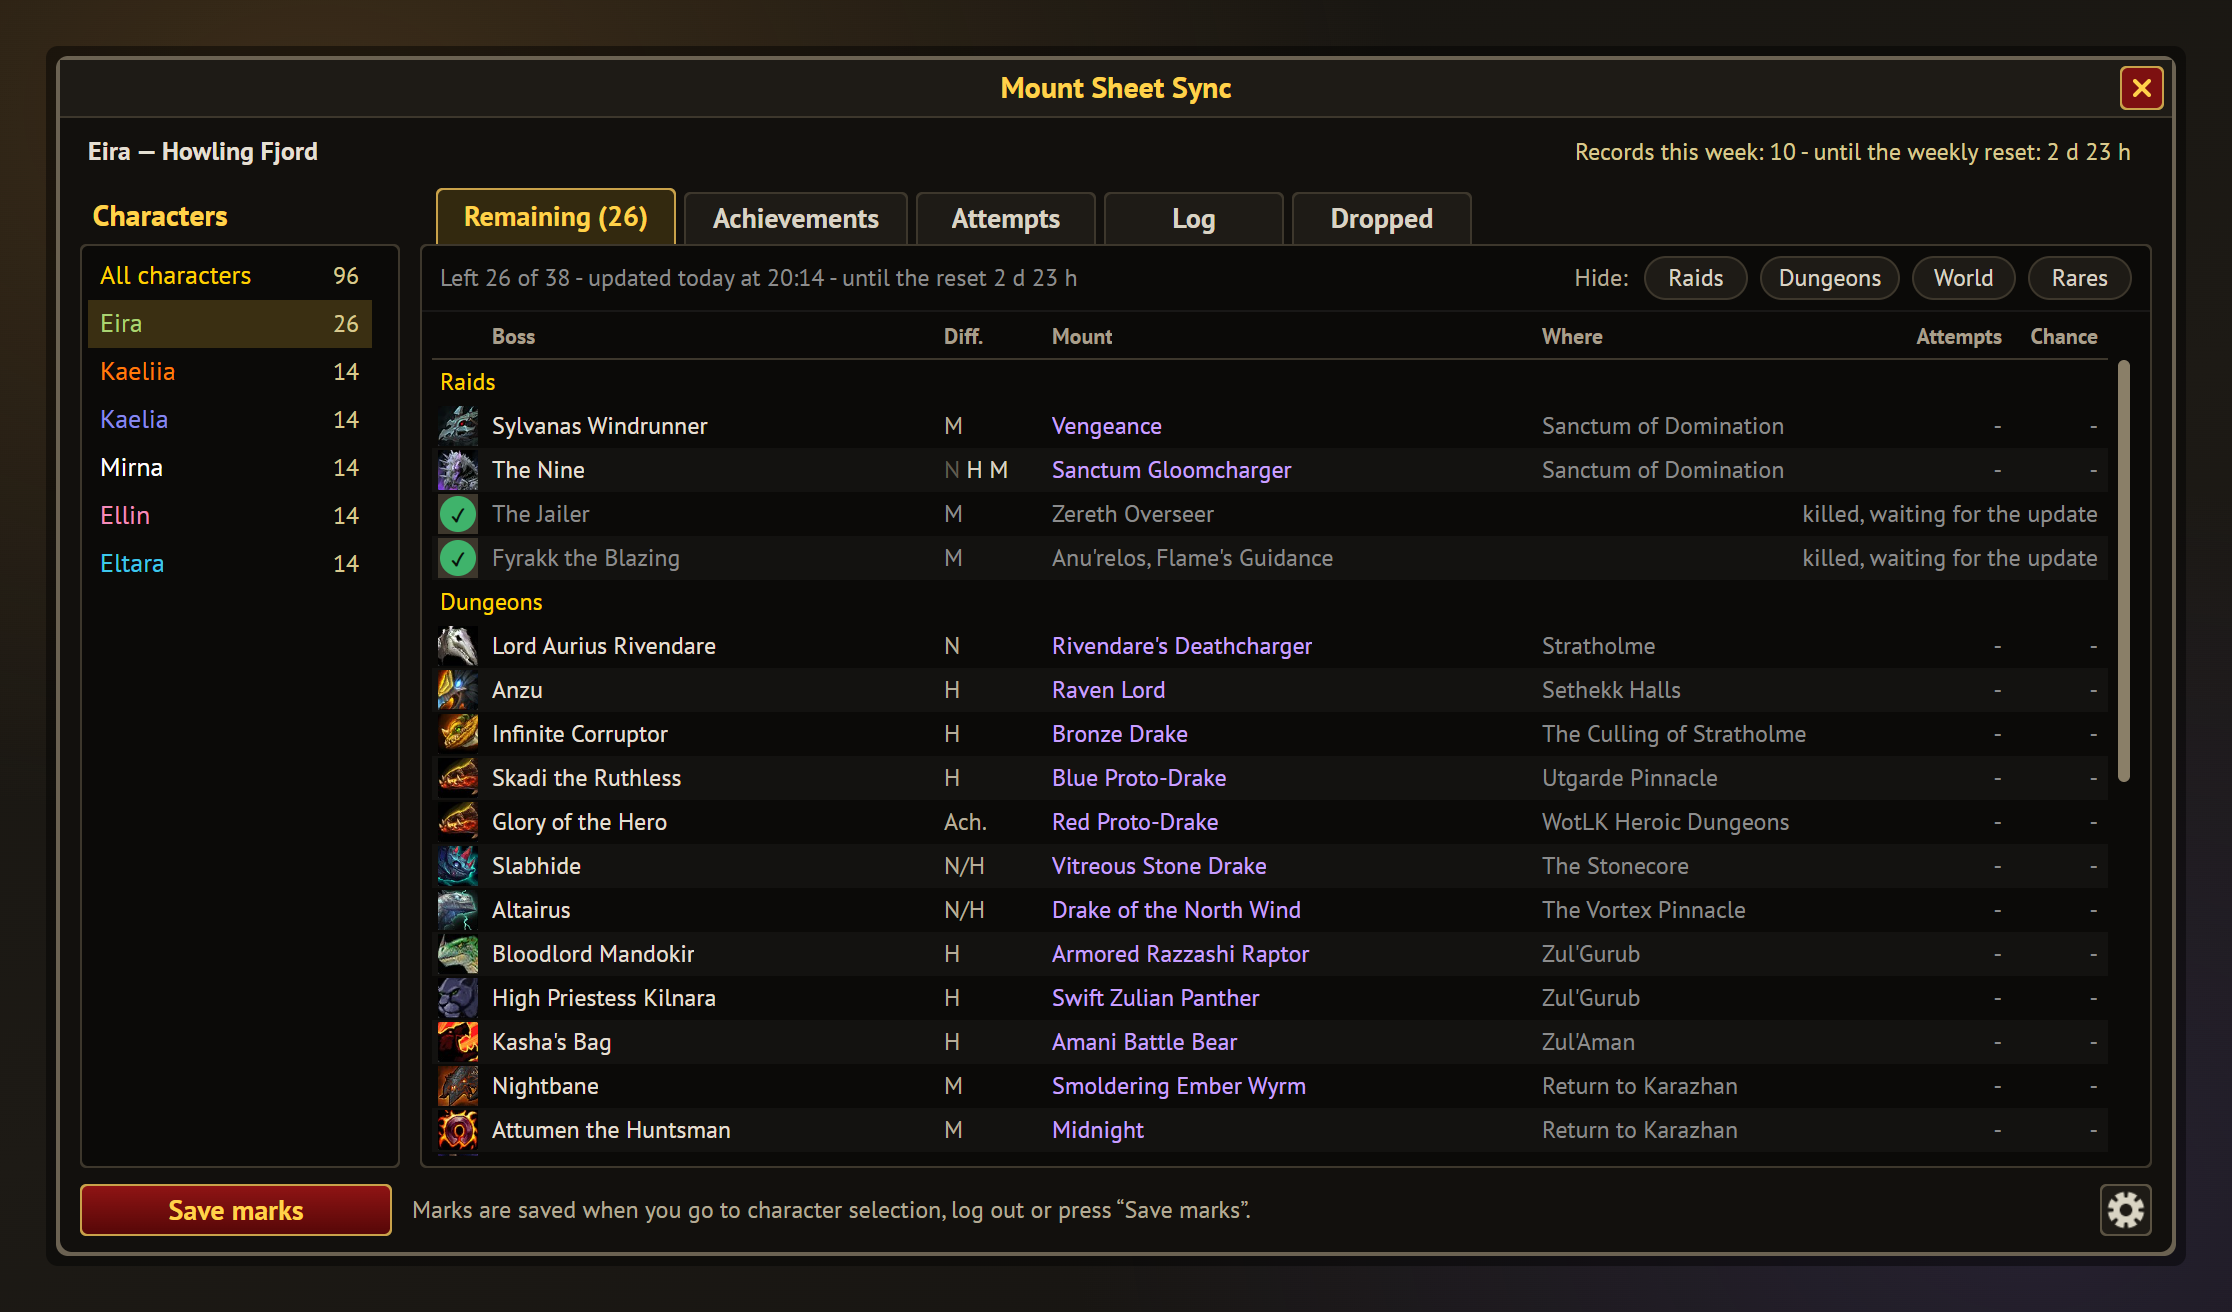 Mount Sheet Sync
Eira — Howling Fjord
Records this week: 10 - until the weekly reset: 2 d 23 h
Characters
All characters 96
Eira 26
Kaeliia 14
Kaelia 14
Mirna 14
Ellin 14
Eltara 14
Remaining (26) Achievements Attempts Log Dropped
Left 26 of 38 - updated today at 20:14 - until the reset 2 d 23 h
Hide: Raids Dungeons World Rares
Boss Diff. Mount Where Attempts Chance
Raids
Sylvanas Windrunner M Vengeance Sanctum of Domination - -
The Nine N H M Sanctum Gloomcharger Sanctum of Domination - -
The Jailer M Zereth Overseer killed, waiting for the update
Fyrakk the Blazing M Anu'relos, Flame's Guidance killed, waiting for the update
Dungeons
Lord Aurius Rivendare N Rivendare's Deathcharger Stratholme - -
Anzu H Raven Lord Sethekk Halls - -
Infinite Corruptor H Bronze Drake The Culling of Stratholme - -
Skadi the Ruthless H Blue Proto-Drake Utgarde Pinnacle - -
Glory of the Hero Ach. Red Proto-Drake WotLK Heroic Dungeons - -
Slabhide N/H Vitreous Stone Drake The Stonecore - -
Altairus N/H Drake of the North Wind The Vortex Pinnacle - -
Bloodlord Mandokir H Armored Razzashi Raptor Zul'Gurub - -
High Priestess Kilnara H Swift Zulian Panther Zul'Gurub - -
Kasha's Bag H Amani Battle Bear Zul'Aman - -
Nightbane M Smoldering Ember Wyrm Return to Karazhan - -
Attumen the Huntsman M Midnight Return to Karazhan - -
Save marks
Marks are saved when you go to character selection, log out or press “Save marks”.